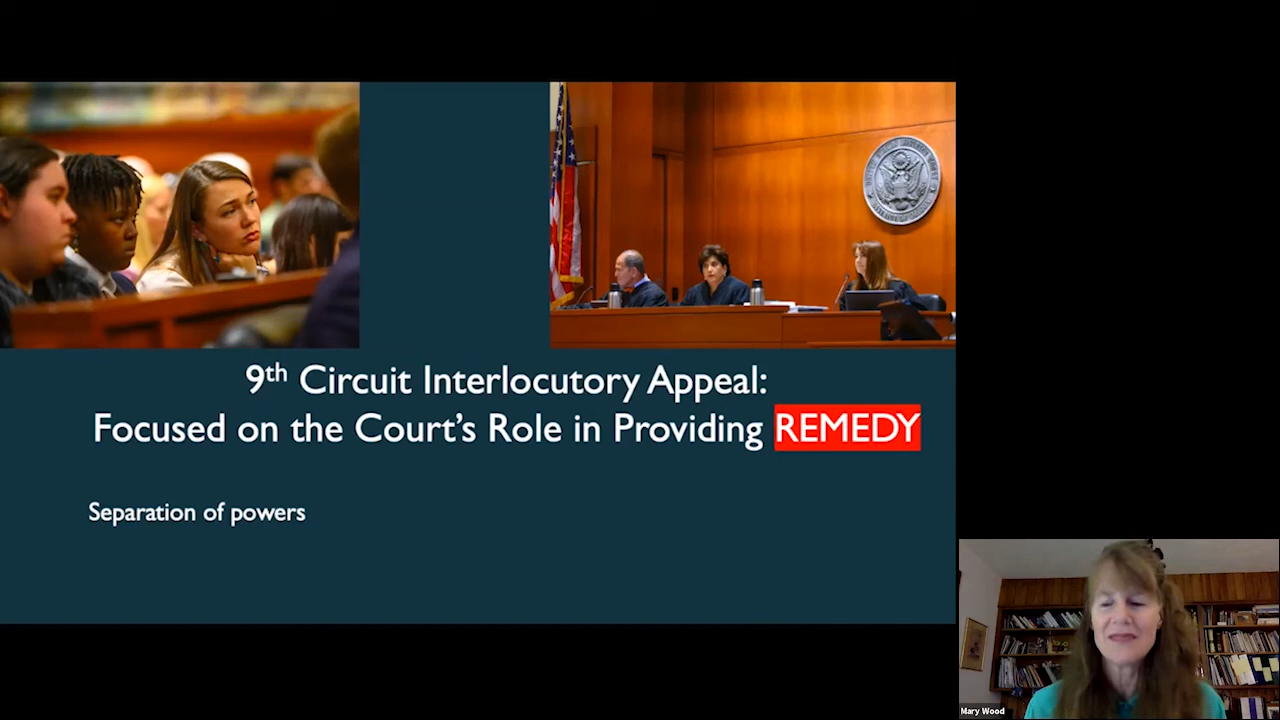 9th Circuit Interlocutory Appeal:
Focused on the Court's Role in Providing REMEDY
Separation of powers
Mary Wood